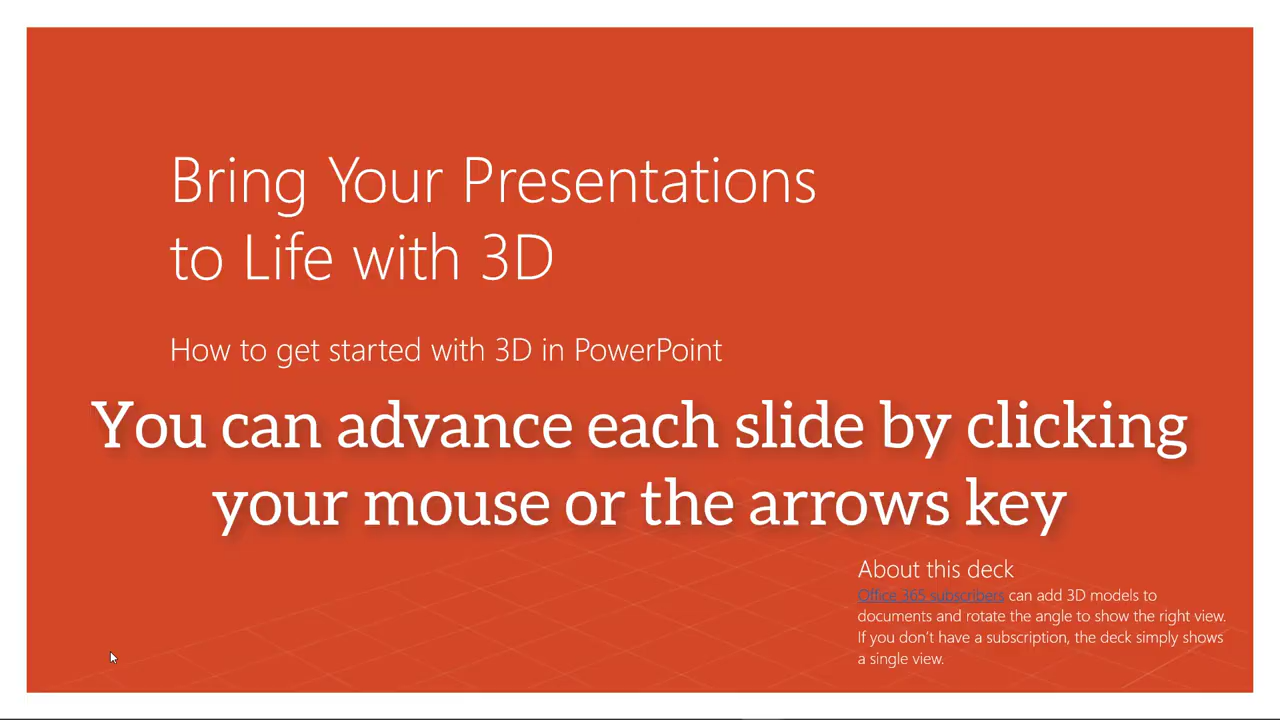 Bring Your Presentations
to Life with 3D
How to get started with 3D in PowerPoint
You can advance each slide by clicking
your mouse or the arrows key
About this deck
Office 365 subscribers can add 3D models to
documents and rotate the angle to show the right view.
If you don't have a subscription, the deck simply shows
a single view.